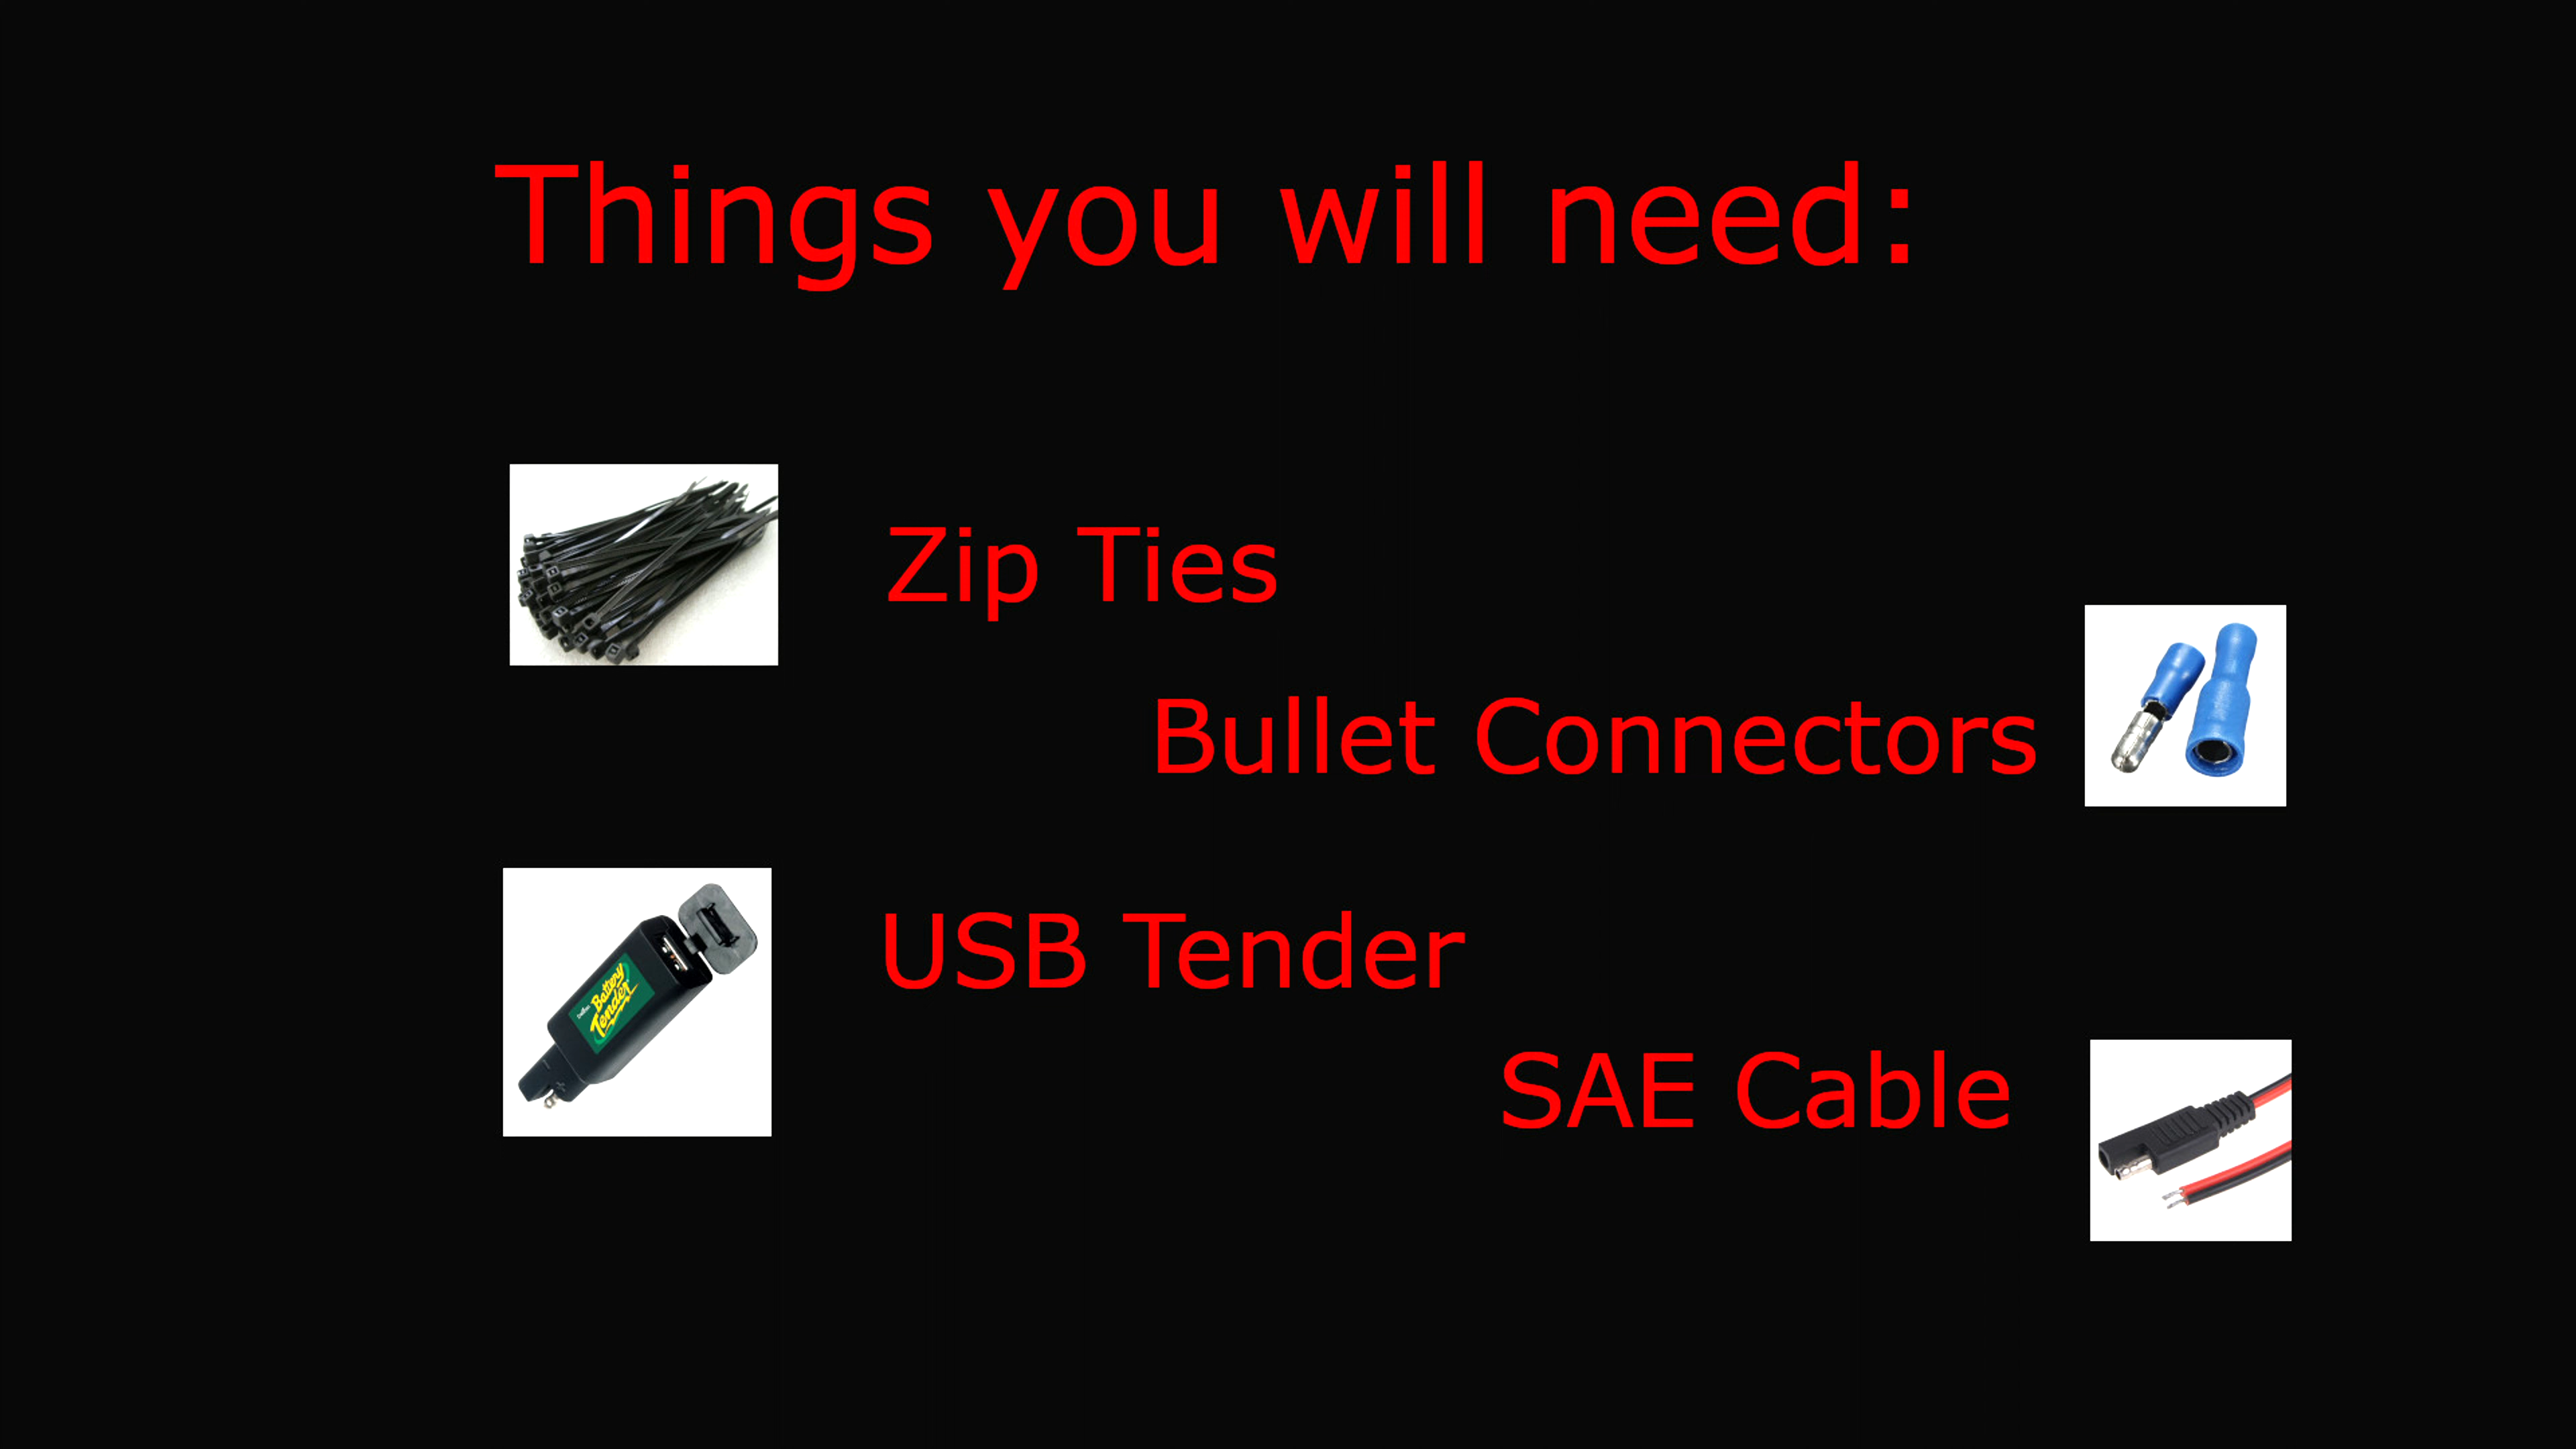 Things you will need:
Zip Ties
Bullet Connectors
USB Tender
Battery
Tender
SAE Cable